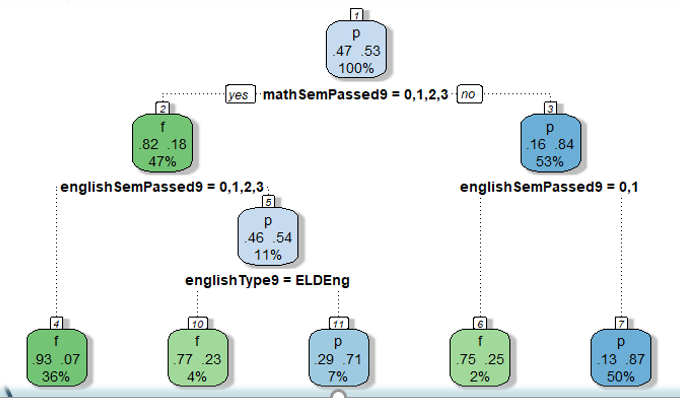 1
p
.47 .53
100%
yes mathSemPassed9 = 0,1,2,3 no
2
f
.82 .18
47%
3
p
.16 .84
53%
englishSemPassed9 = 0,1,2,3
englishSemPassed9 = 0,1
5
p
.46 .54
11%
englishType9 = ELDEng
4
f
.93 .07
36%
10
f
.77 .23
4%
11
p
.29 .71
7%
6
f
.75 .25
2%
7
p
.13 .87
50%